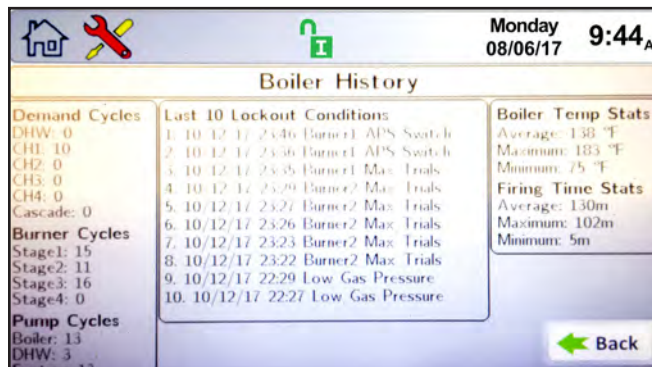 Monday
08/06/17
9:44
I
Boiler History
Demand Cycles
DHW: 0
CH1: 10
CH2: 0
CH3: 0
CH4: 0
Cascade: 0
Burner Cycles
Stage1: 15
Stage2: 11
Stage3: 16
Stage4: 0
Pump Cycles
Boiler: 13
DHW: 3
Last 10 Lockout Conditions
1. 10/12/17 23:46 Burner1 APS Switch
2. 10/12/17 23:36 Burner1 APS Switch
3. 10/12/17 23:35 Burner1 Max Trials
4. 10/12/17 23:29 Burner2 Max Trials
5. 10/12/17 23:27 Burner2 Max Trials
6. 10/12/17 23:26 Burner2 Max Trials
7. 10/12/17 23:23 Burner2 Max Trials
8. 10/12/17 23:22 Burner2 Max Trials
9. 10/12/17 22:29 Low Gas Pressure
10. 10/12/17 22:27 Low Gas Pressure
Boiler Temp Stats
Average: 138 °F
Maximum: 183 °F
Minimum: 75 °F
Firing Time Stats
Average: 130m
Maximum: 102m
Minimum: 5m
Back